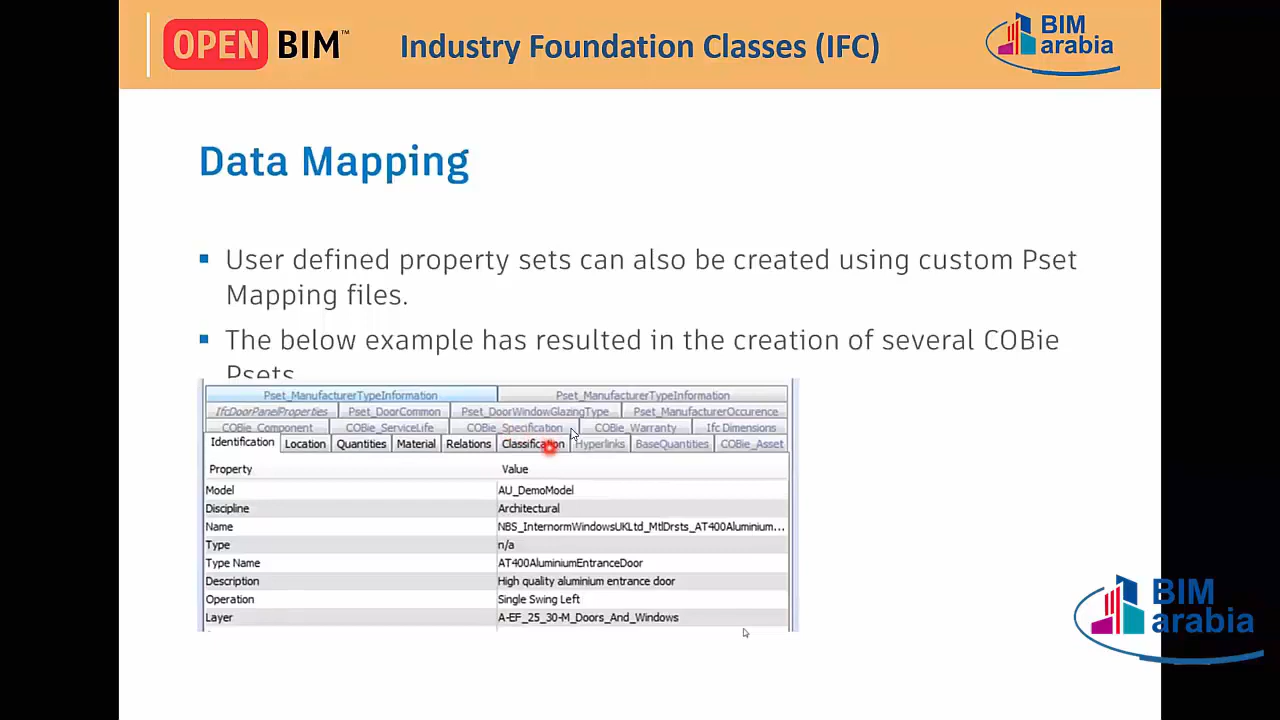 OPEN BIM™
Industry Foundation Classes (IFC)
BIM
arabia
Data Mapping
User defined property sets can also be created using custom Pset
Mapping files.
The below example has resulted in the creation of several COBie
Psets
Pset_ManufacturerTypeInformation Pset_ManufacturerTypeInformation
IfcDoorPanelProperties Pset_DoorCommon Pset_DoorWindowGlazingType Pset_ManufacturerOccurence
COBie_Component COBie_ServiceLife COBie_Specification COBie_Warranty Ifc Dimensions
Identification Location Quantities Material Relations Classification Hyperlinks BaseQuantities COBie_Asset
Property Value
Model AU_DemoModel
Discipline Architectural
Name NBS_InternormWindowsUKLtd_MtlDrsts_AT400Aluminium...
Type n/a
Type Name AT400AluminiumEntranceDoor
Description High quality aluminium entrance door
Operation Single Swing Left
Layer A-EF_25_30-M_Doors_And_Windows
BIM
arabia